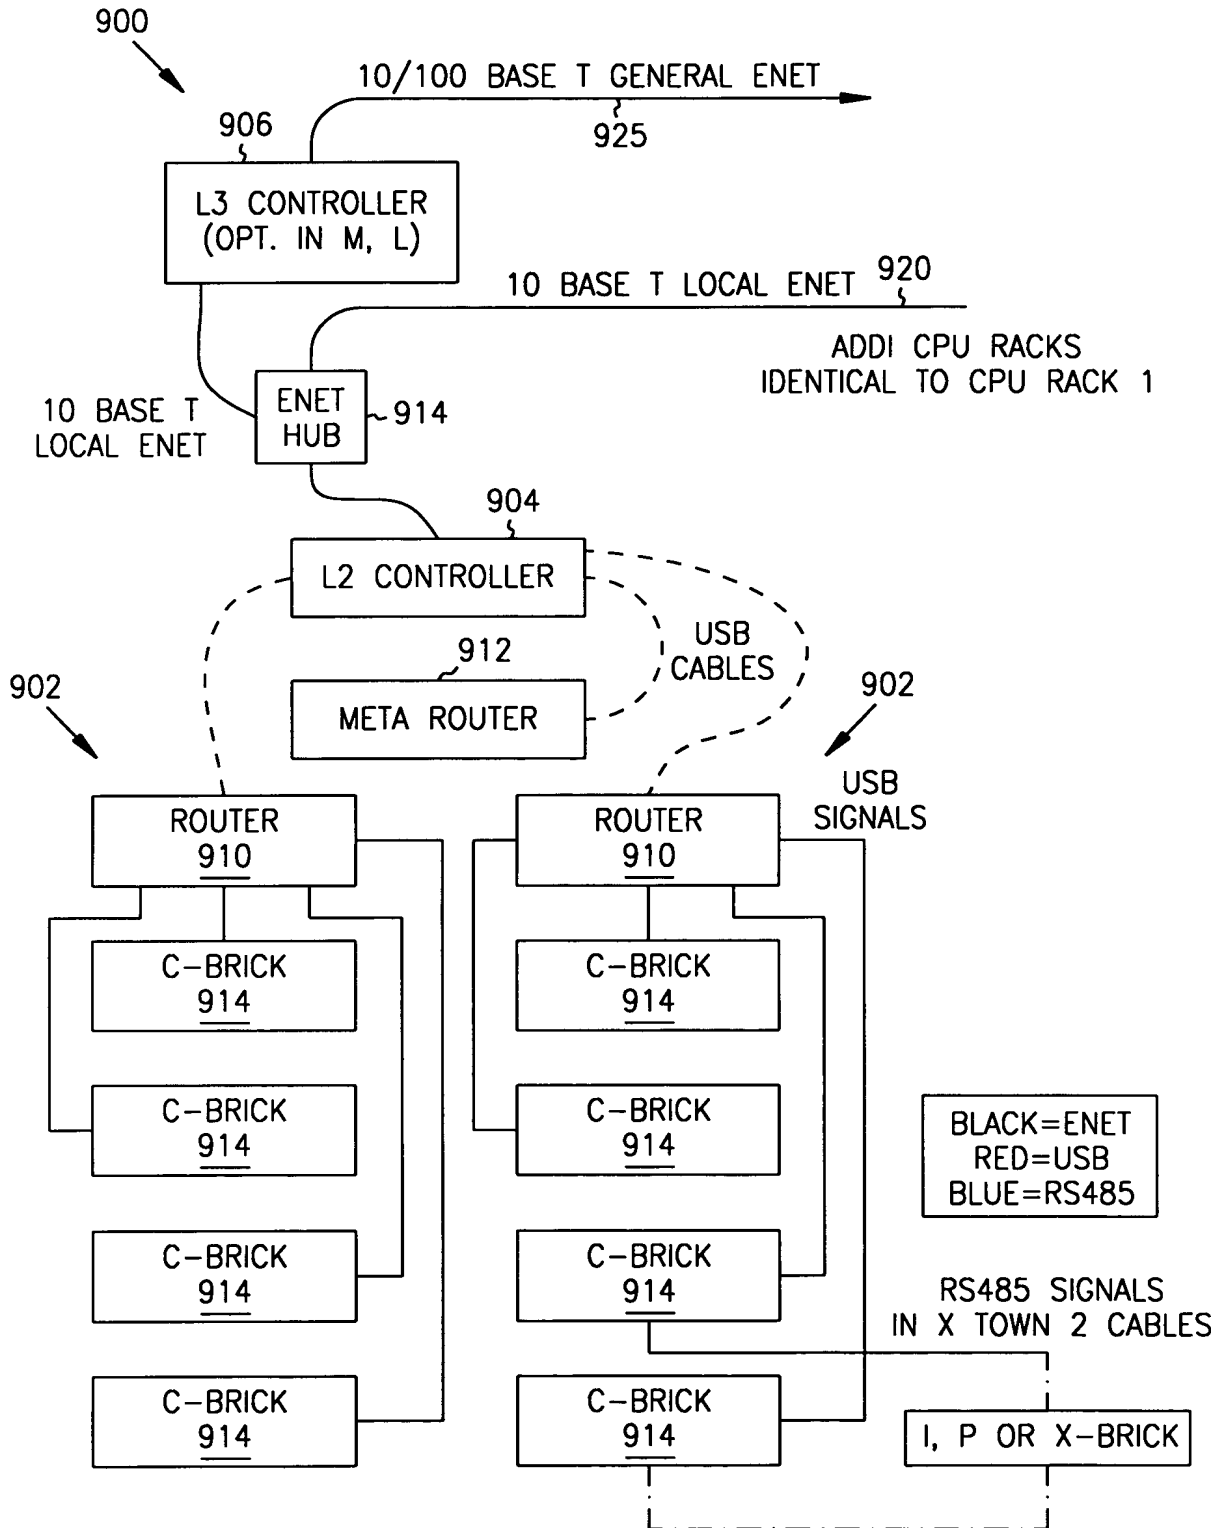 900
10/100 BASE T GENERAL ENET
925
906
L3 CONTROLLER
(OPT. IN M, L)
920
10 BASE T LOCAL ENET
ADDI CPU RACKS
IDENTICAL TO CPU RACK 1
10 BASE T
LOCAL ENET
ENET
HUB
914
904
L2 CONTROLLER
USB
CABLES
912
META ROUTER
902
902
USB
SIGNALS
ROUTER
910
ROUTER
910
C-BRICK
914
C-BRICK
914
C-BRICK
914
C-BRICK
914
BLACK=ENET
RED=USB
BLUE=RS485
C-BRICK
914
C-BRICK
914
RS485 SIGNALS
IN X TOWN 2 CABLES
C-BRICK
914
C-BRICK
914
I, P OR X-BRICK